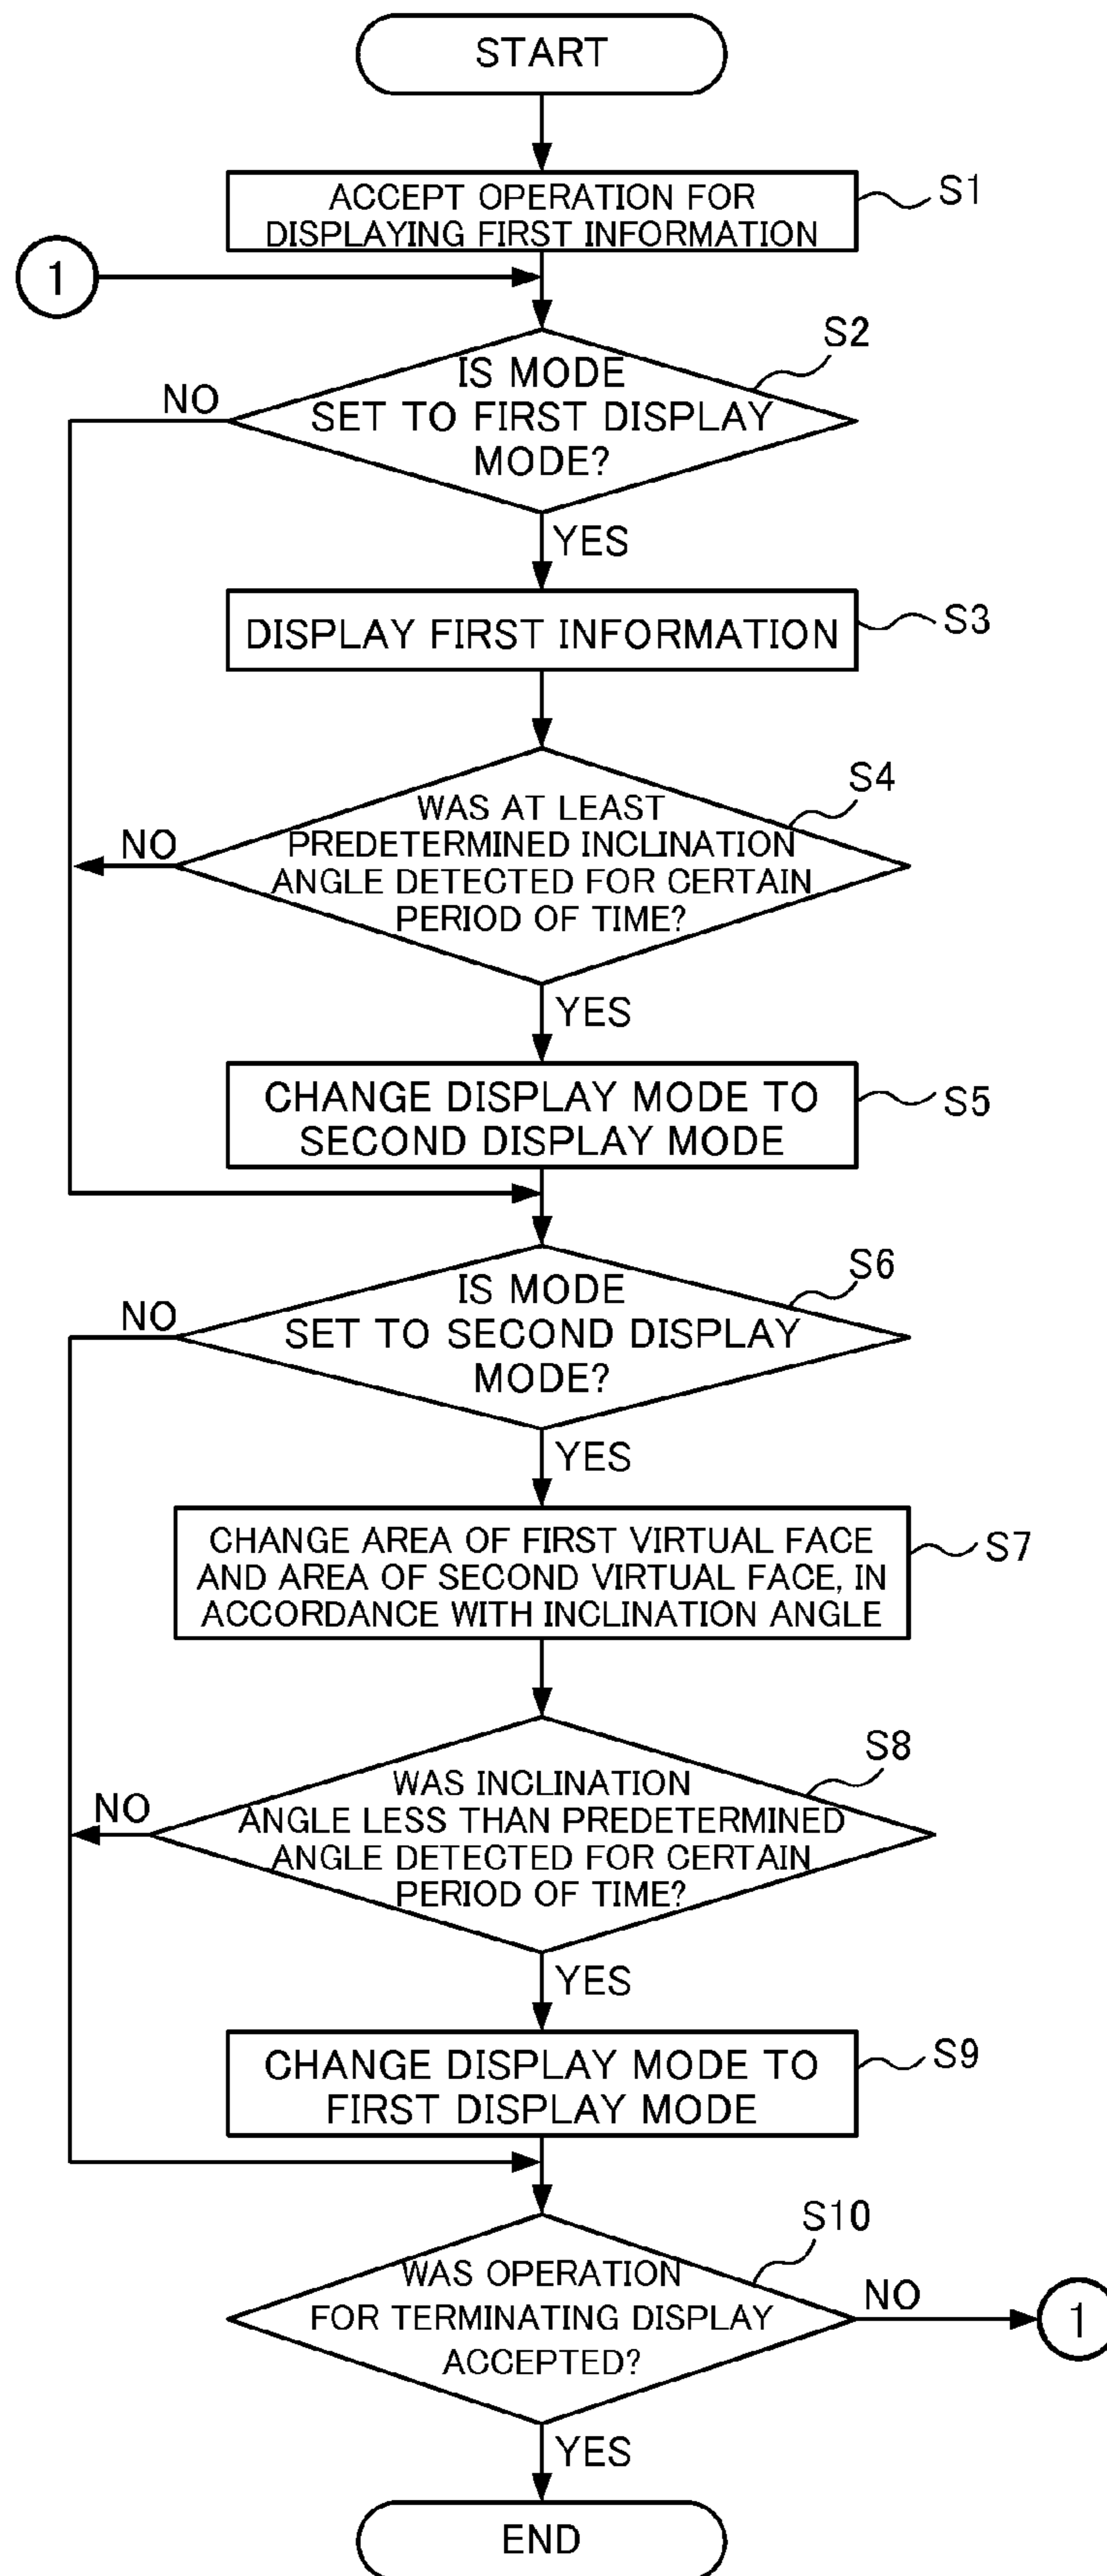 START
ACCEPT OPERATION FOR
DISPLAYING FIRST INFORMATION
S1
1
S2
IS MODE
SET TO FIRST DISPLAY
MODE?
NO
YES
DISPLAY FIRST INFORMATION
S3
S4
WAS AT LEAST
PREDETERMINED INCLINATION
ANGLE DETECTED FOR CERTAIN
PERIOD OF TIME?
NO
YES
CHANGE DISPLAY MODE TO
SECOND DISPLAY MODE
S5
S6
IS MODE
SET TO SECOND DISPLAY
MODE?
NO
YES
CHANGE AREA OF FIRST VIRTUAL FACE
AND AREA OF SECOND VIRTUAL FACE, IN
ACCORDANCE WITH INCLINATION ANGLE
S7
S8
WAS INCLINATION
ANGLE LESS THAN PREDETERMINED
ANGLE DETECTED FOR CERTAIN
PERIOD OF TIME?
NO
YES
CHANGE DISPLAY MODE TO
FIRST DISPLAY MODE
S9
S10
WAS OPERATION
FOR TERMINATING DISPLAY
ACCEPTED?
NO
1
YES
END